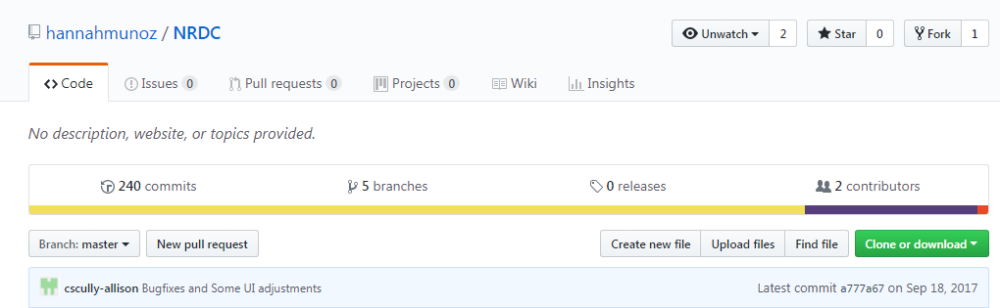 hannahmunoz / NRDC Unwatch 2 Star 0 Fork 1
Code Issues 0 Pull requests 0 Projects 0 Wiki Insights
No description, website, or topics provided.
240 commits 5 branches 0 releases 2 contributors
Branch: master New pull request Create new file Upload files Find file Clone or download
cscully-allison Bugfixes and Some UI adjustments Latest commit a777a67 on Sep 18, 2017